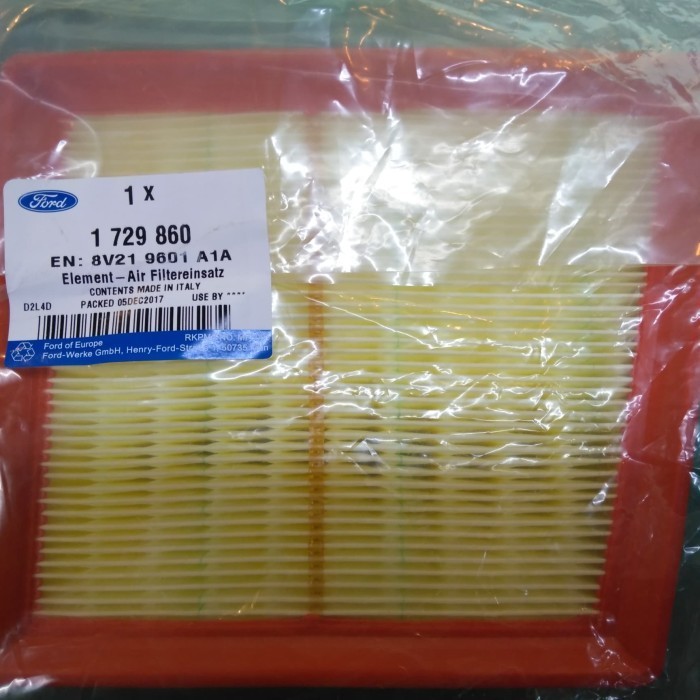 Ford
1 X
1 729 860
EN: 8V21 9601 A1A
Element-Air Filtereinsatz
CONTENTS MADE IN ITALY
D2L4D PACKED 05DEC2017 USE BY ****
Ford of Europe
Ford-Werke GmbH, Henry-Ford-Str.